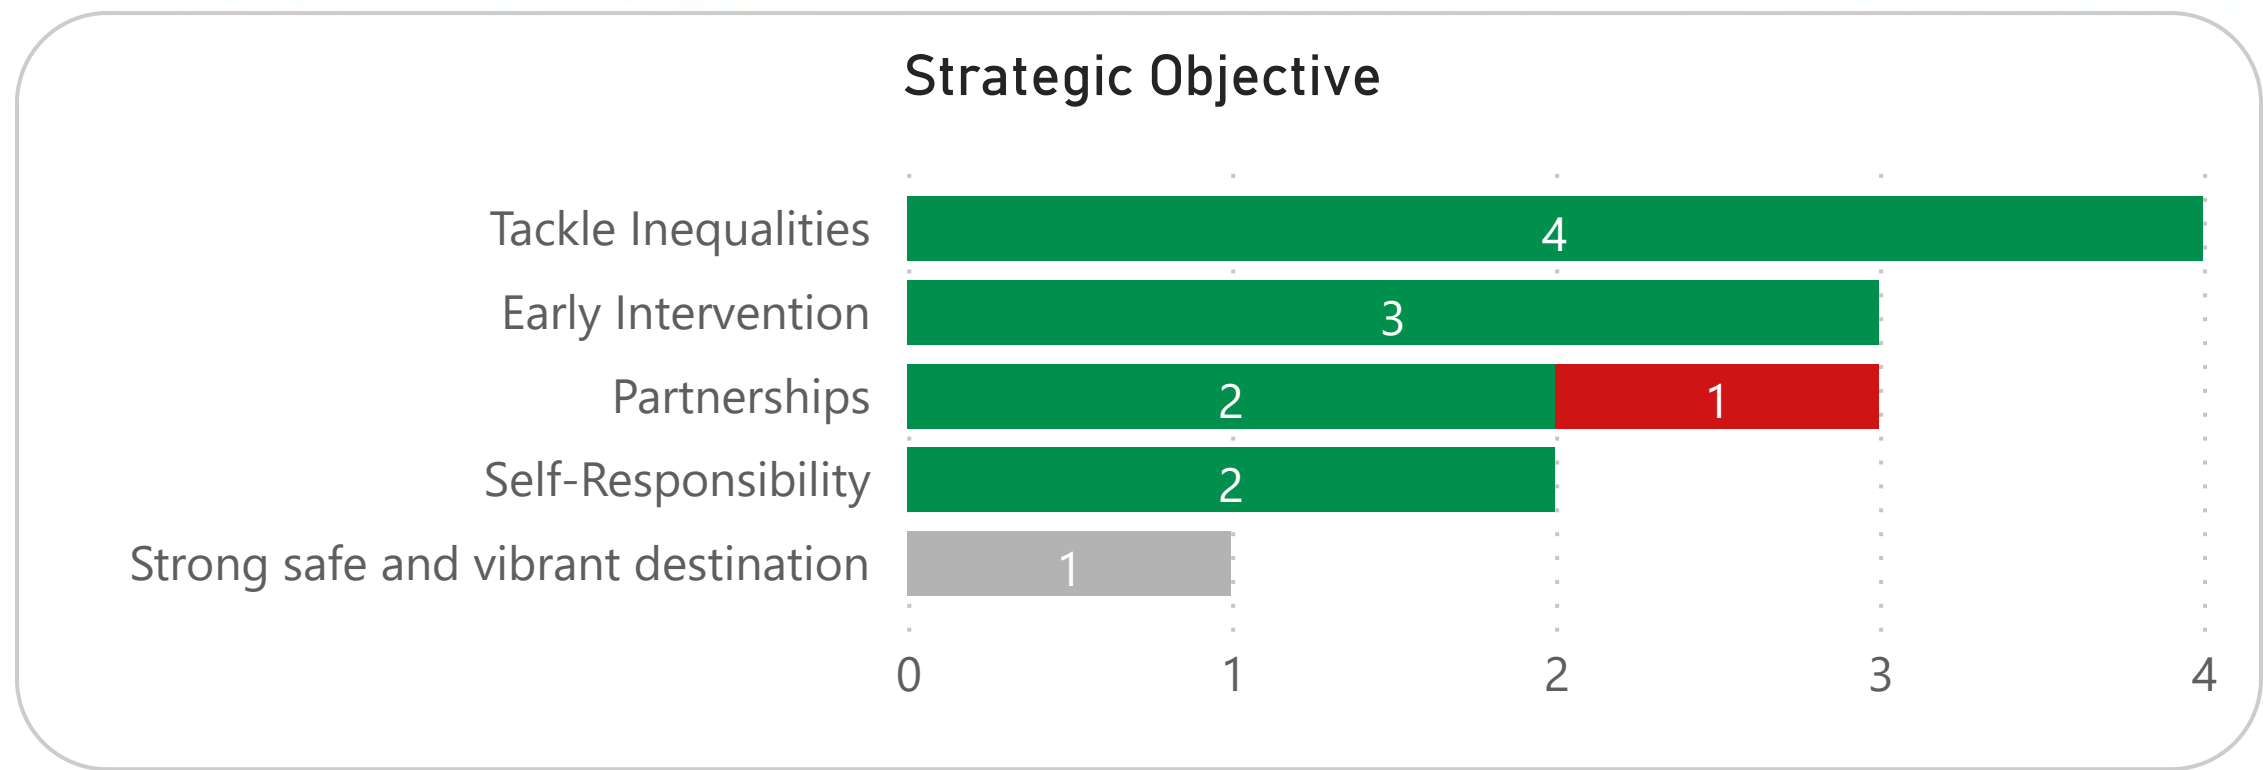 Strategic Objective
Tackle Inequalities
4
Early Intervention
3
Partnerships
2 1
Self-Responsibility
2
Strong safe and vibrant destination
1
0 1 2 3 4